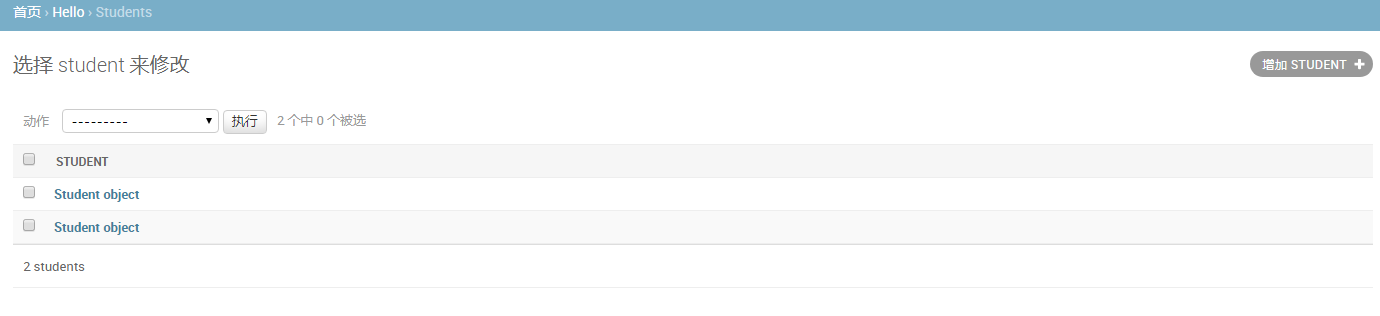 首页 › Hello › Students
选择 student 来修改
增加 STUDENT
动作 --------- 执行 2 个中 0 个被选
STUDENT
Student object
Student object
2 students